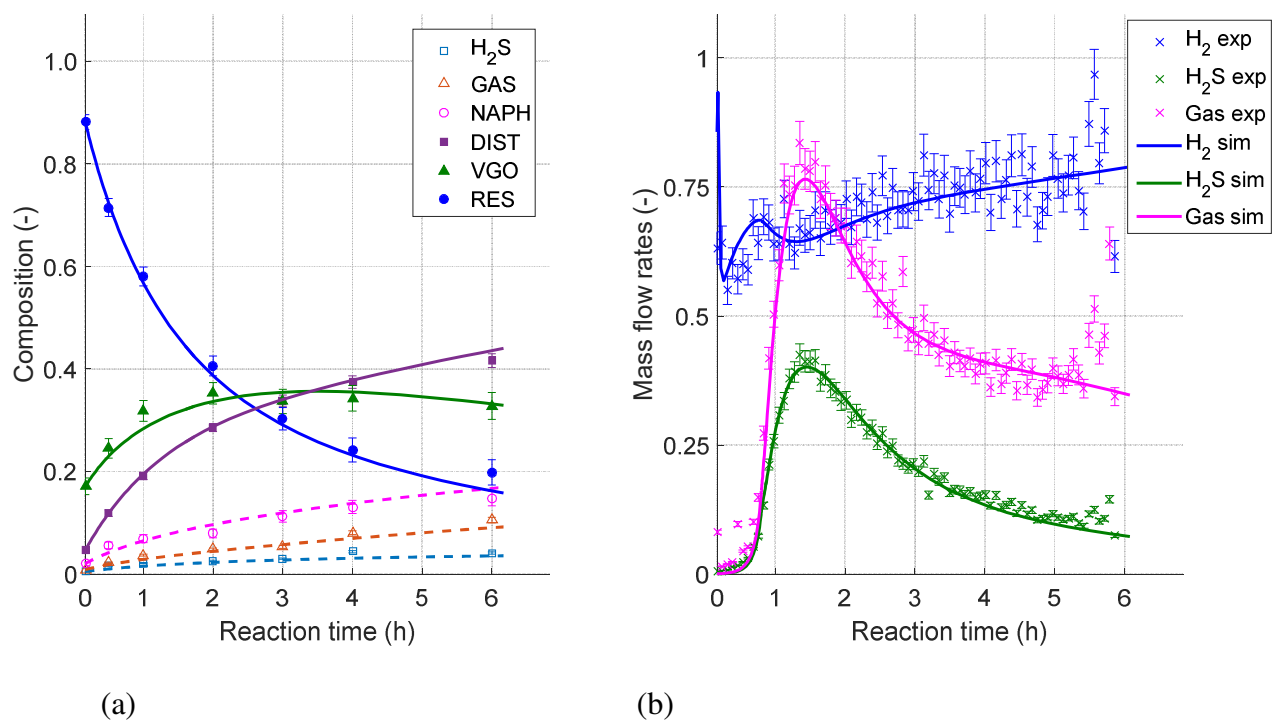 1.0
0.8
0.6
0.4
0.2
0
Composition (-)
0
1
2
3
4
5
6
Reaction time (h)
H2S
GAS
NAPH
DIST
VGO
RES
(a)
1
0.75
0.5
0.25
0
Mass flow rates (-)
0
1
2
3
4
5
6
Reaction time (h)
H2 exp
H2S exp
Gas exp
H2 sim
H2S sim
Gas sim
(b)